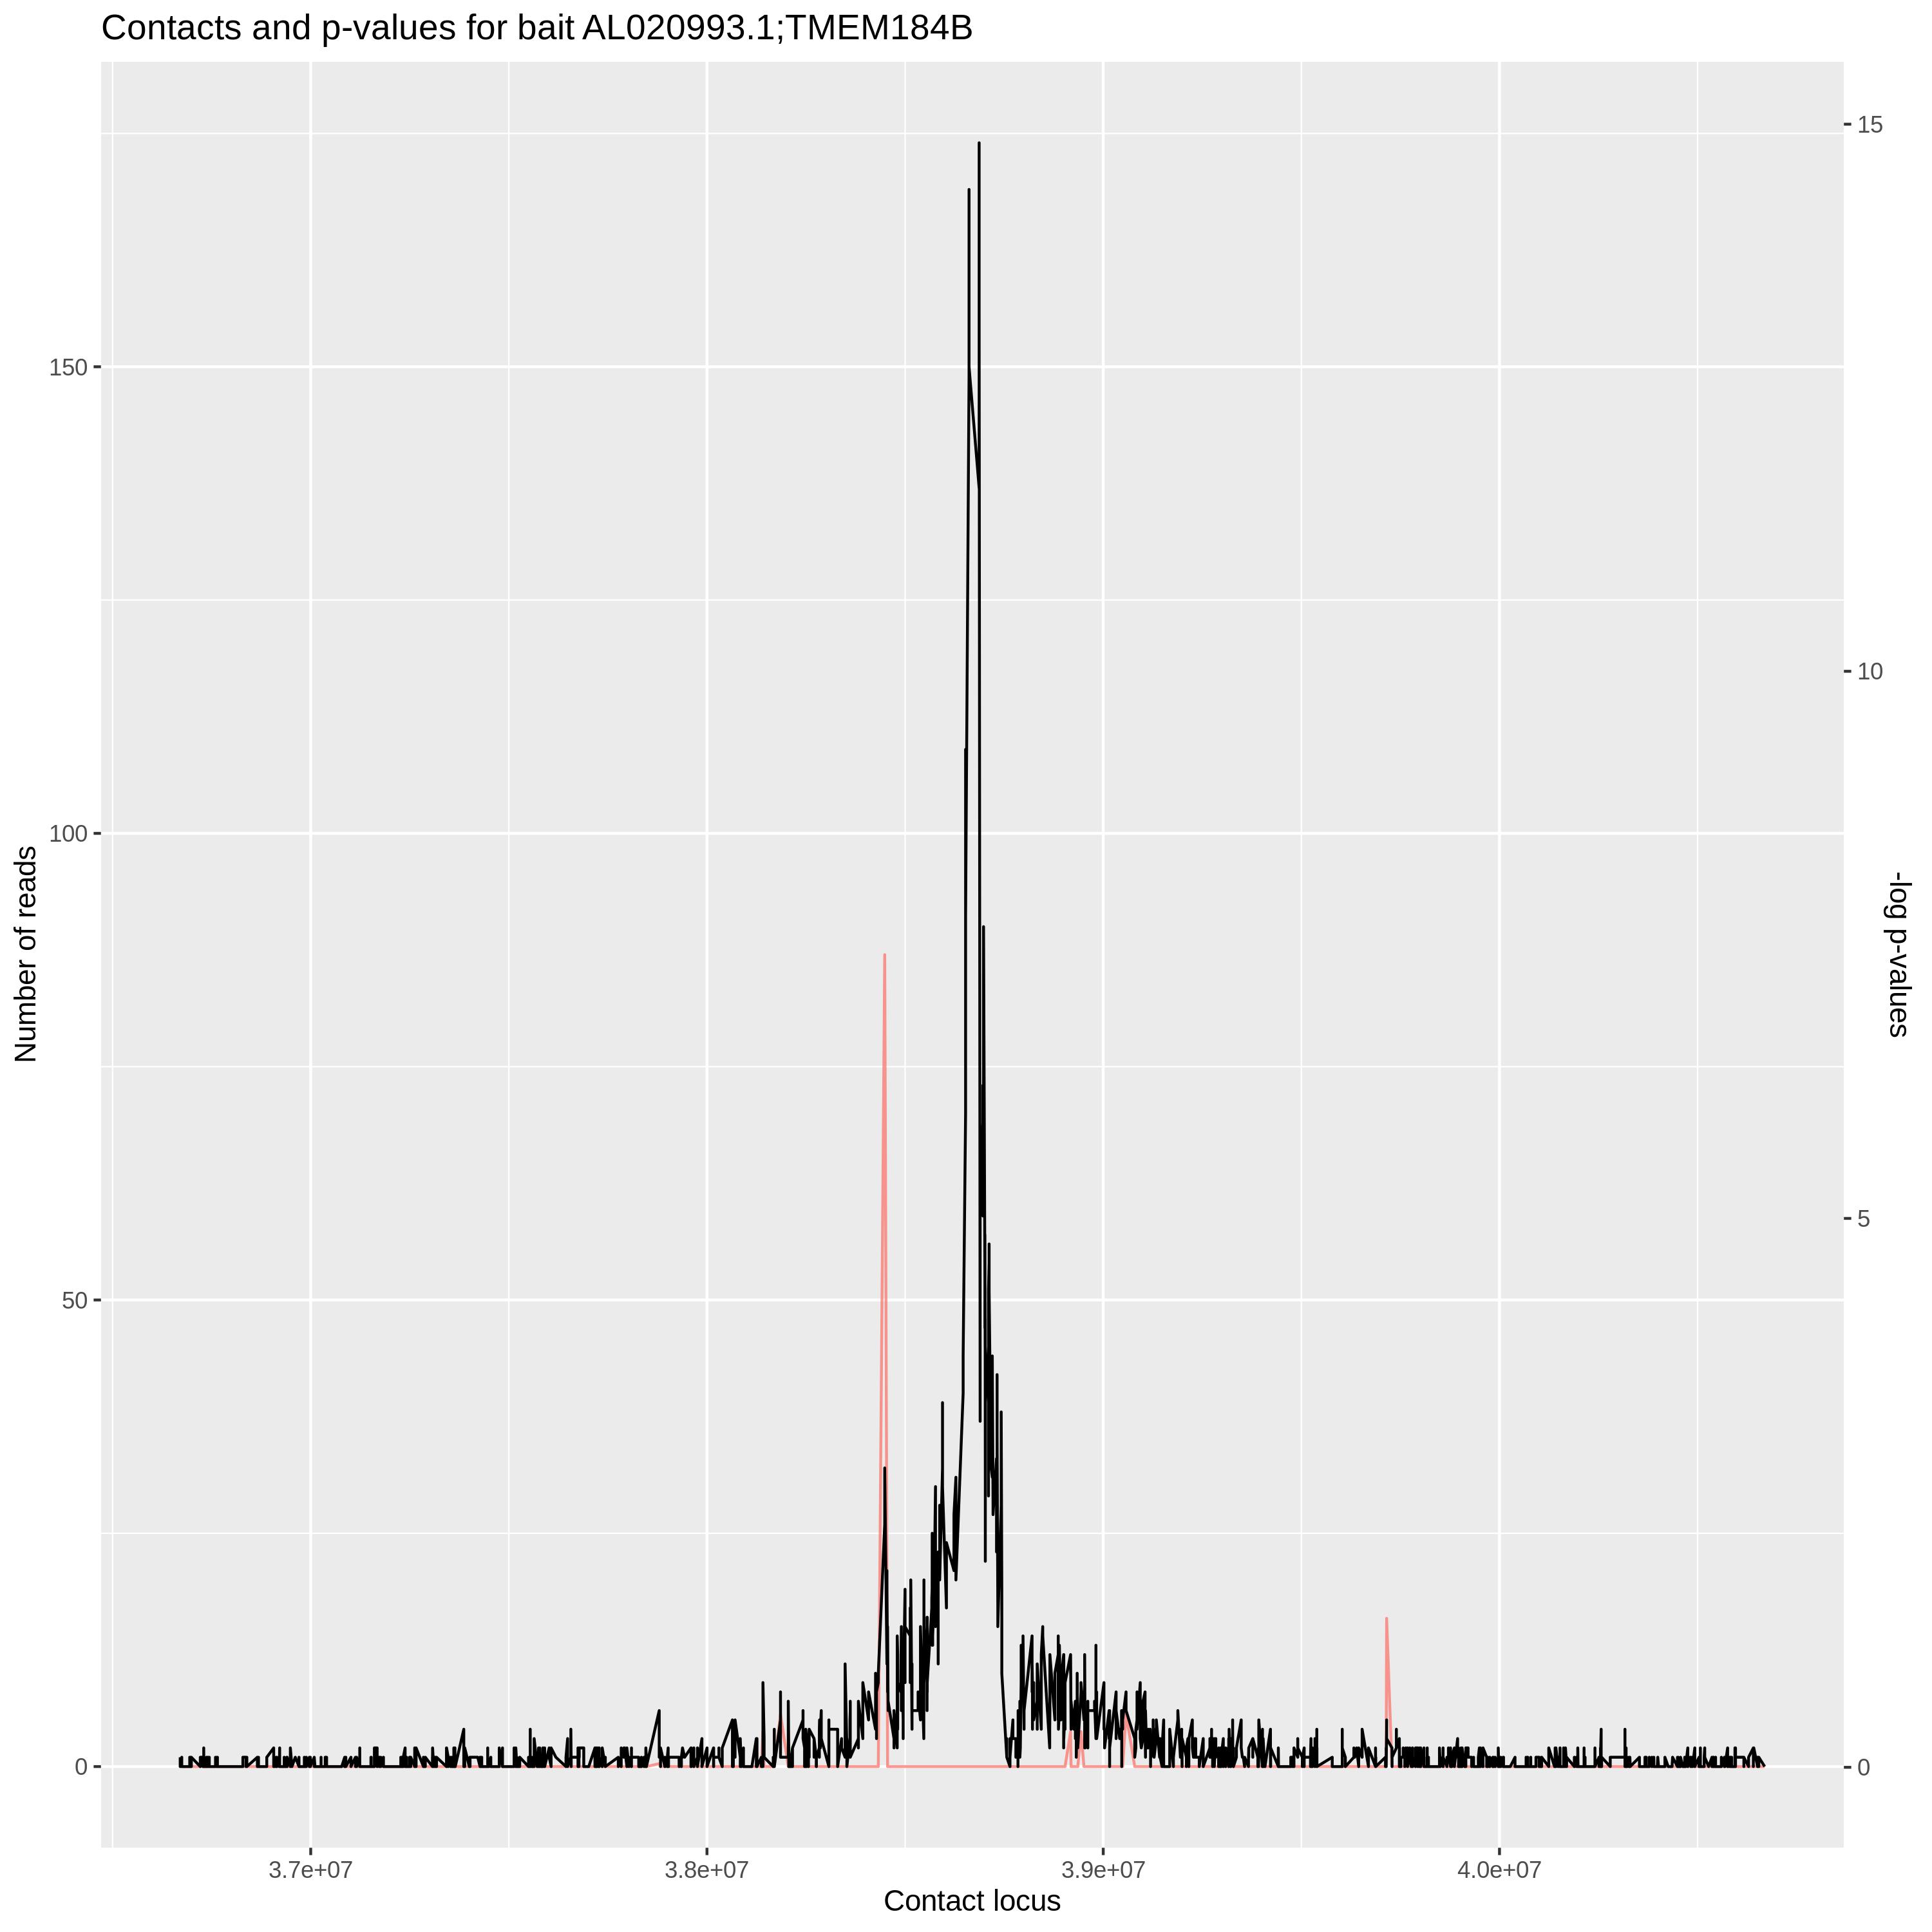 Contacts and p-values for bait AL020993.1;TMEM184B
Number of reads
150
100
50
0
15
10
5
0
-log p-values
3.7e+07 3.8e+07 3.9e+07 4.0e+07
Contact locus